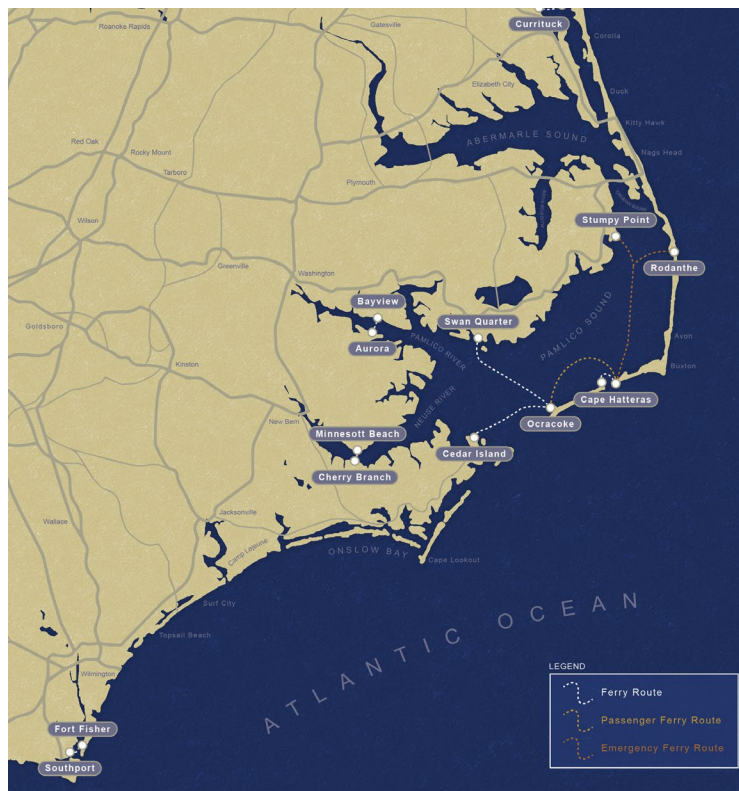 Currituck
Roanoke Rapids
Gatesville
Corolla
Elizabeth City
Duck
Kitty Hawk
ABERMARLE SOUND
Red Oak
Rocky Mount
Nags Head
Tarboro
Plymouth
Stumpy Point
Wilson
Greenville
Washington
Rodanthe
Bayview
Swan Quarter
PAMLICO SOUND
Goldsboro
Aurora
PAMLICO RIVER
Avon
Kinston
Buxton
Cape Hatteras
NEUSE RIVER
New Bern
Ocracoke
Minnesott Beach
Cedar Island
Cherry Branch
Jacksonville
Wallace
Camp Lejeune
ONSLOW BAY
Cape Lookout
Surf City
ATLANTIC OCEAN
Topsail Beach
Wilmington
LEGEND
Ferry Route
Passenger Ferry Route
Emergency Ferry Route
Fort Fisher
Southport